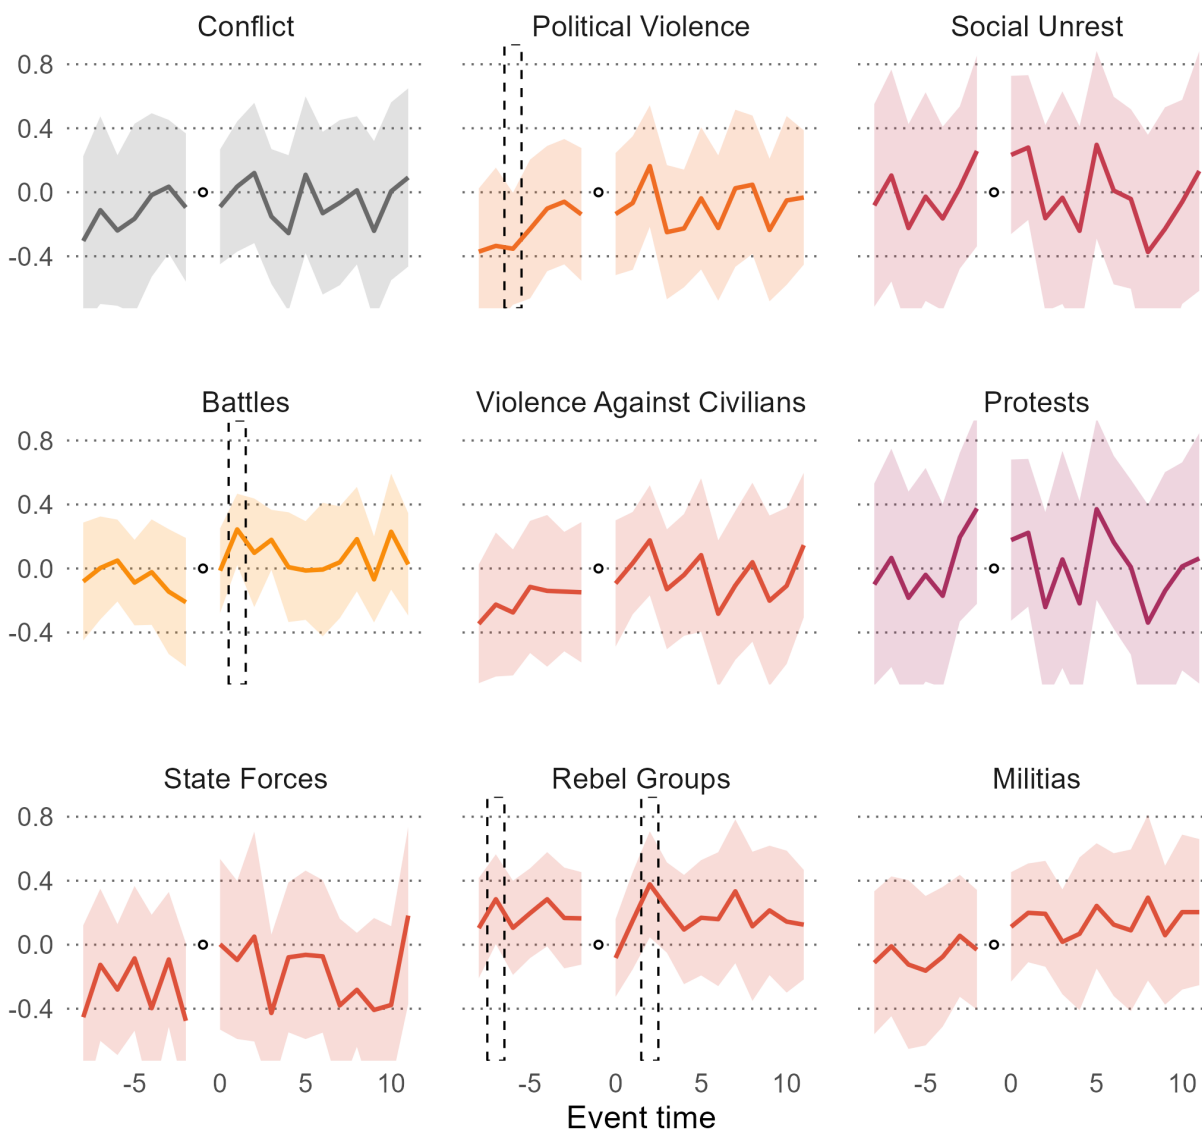 Conflict Political Violence Social Unrest
0.8
0.4
0.0
-0.4
Battles Violence Against Civilians Protests
0.8
0.4
0.0
-0.4
State Forces Rebel Groups Militias
0.8
0.4
0.0
-0.4
-5 0 5 10 -5 0 5 10 -5 0 5 10
Event time